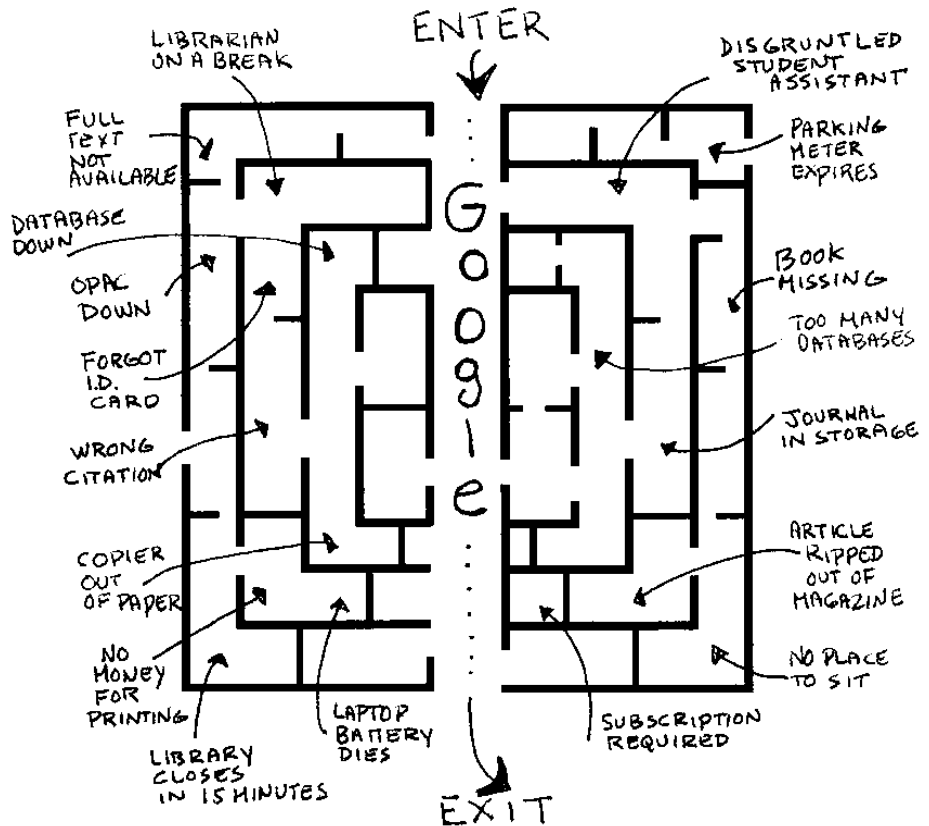 ENTER
LIBRARIAN
ON A BREAK
DISGRUNTLED
STUDENT
ASSISTANT
FULL
TEXT
NOT
AVAILABLE
PARKING
METER
EXPIRES
DATABASE
DOWN
OPAC
DOWN
BOOK
MISSING
Google
FORGOT
I.D.
CARD
TOO MANY
DATABASES
WRONG
CITATION
JOURNAL
IN STORAGE
COPIER
OUT
OF PAPER
ARTICLE
RIPPED
OUT OF
MAGAZINE
NO
MONEY
FOR
PRINTING
NO PLACE
TO SIT
LIBRARY
CLOSES
IN 15 MINUTES
LAPTOP
BATTERY
DIES
SUBSCRIPTION
REQUIRED
EXIT